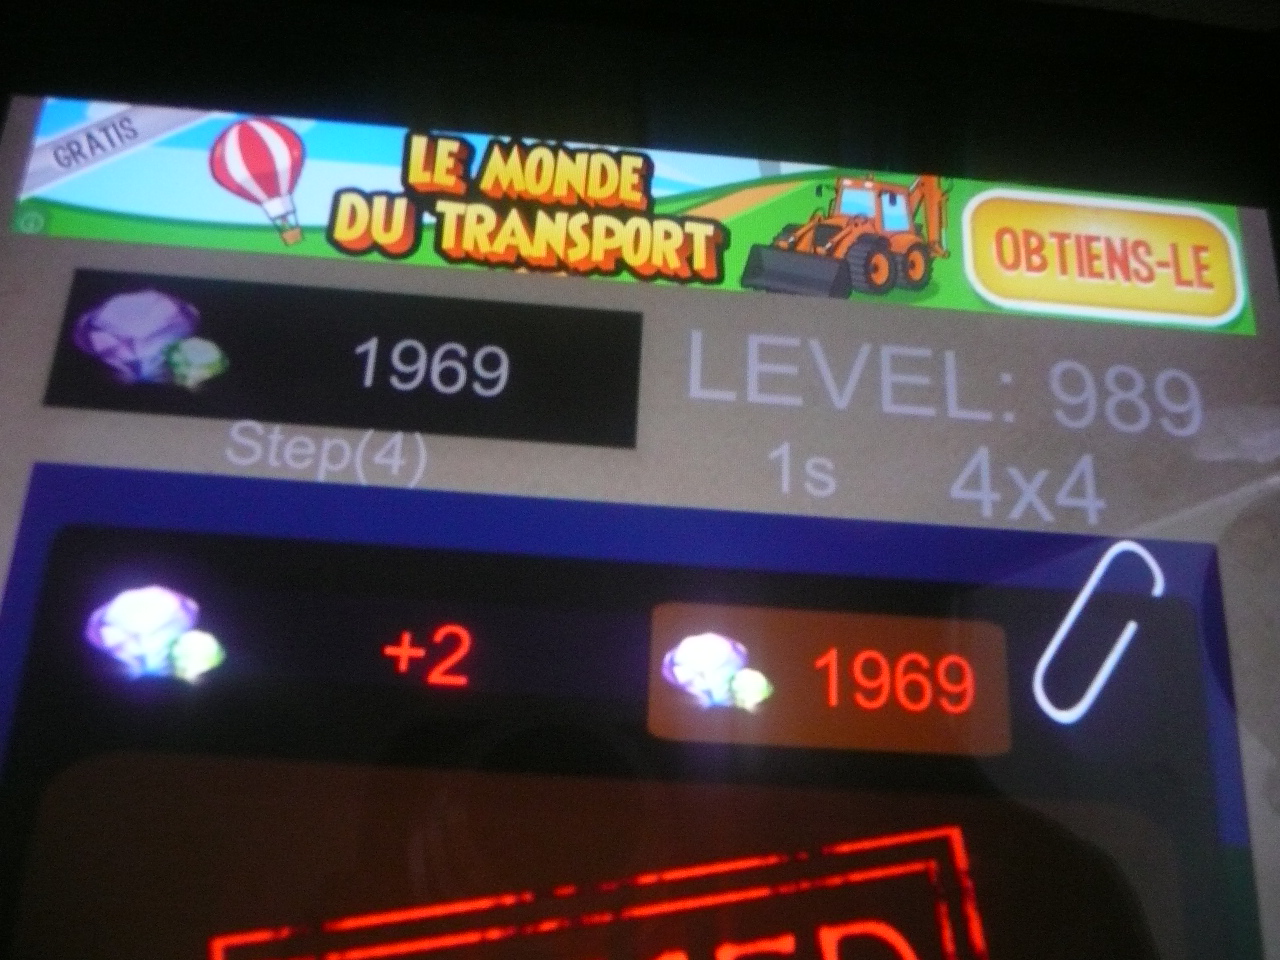 GRATIS
LE MONDE
DU TRANSPORT
OBTIENS-LE
1969
LEVEL: 989
Step(4)
1s
4x4
+2
1969